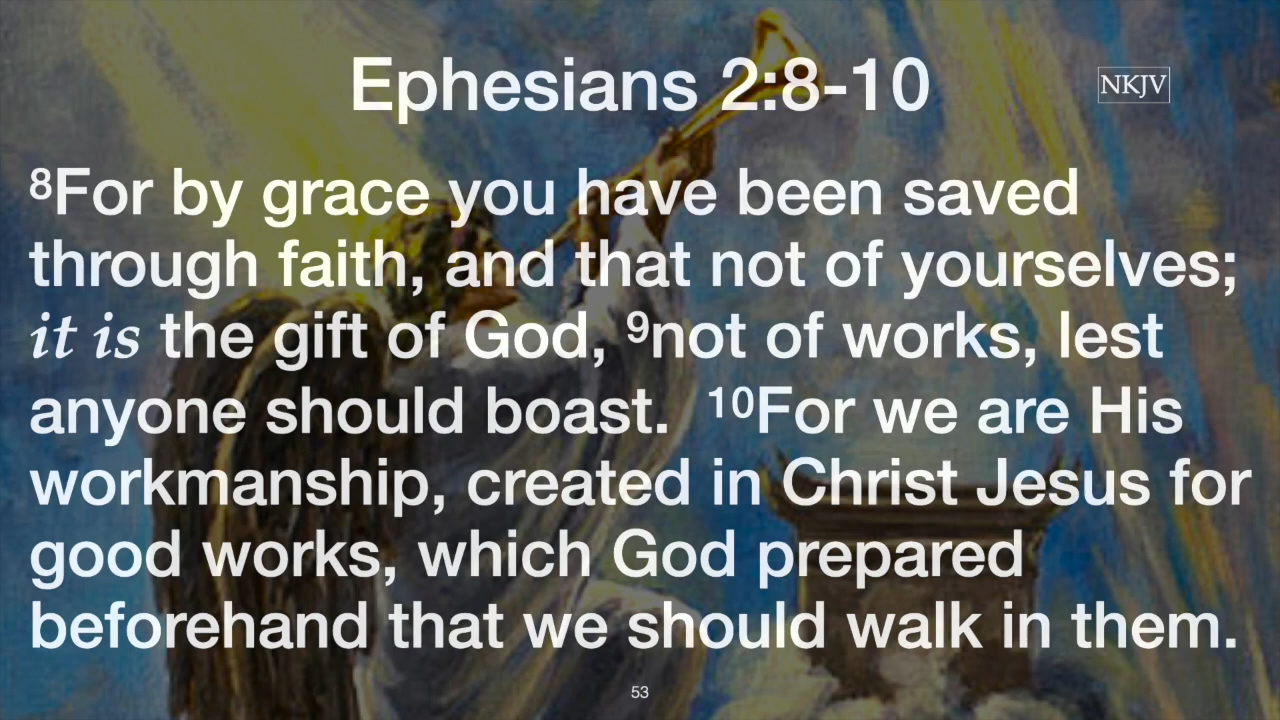 Ephesians 2:8-10
NKJV
⁸For by grace you have been saved
through faith, and that not of yourselves;
it is the gift of God, ⁹not of works, lest
anyone should boast. ¹⁰For we are His
workmanship, created in Christ Jesus for
good works, which God prepared
beforehand that we should walk in them.
53